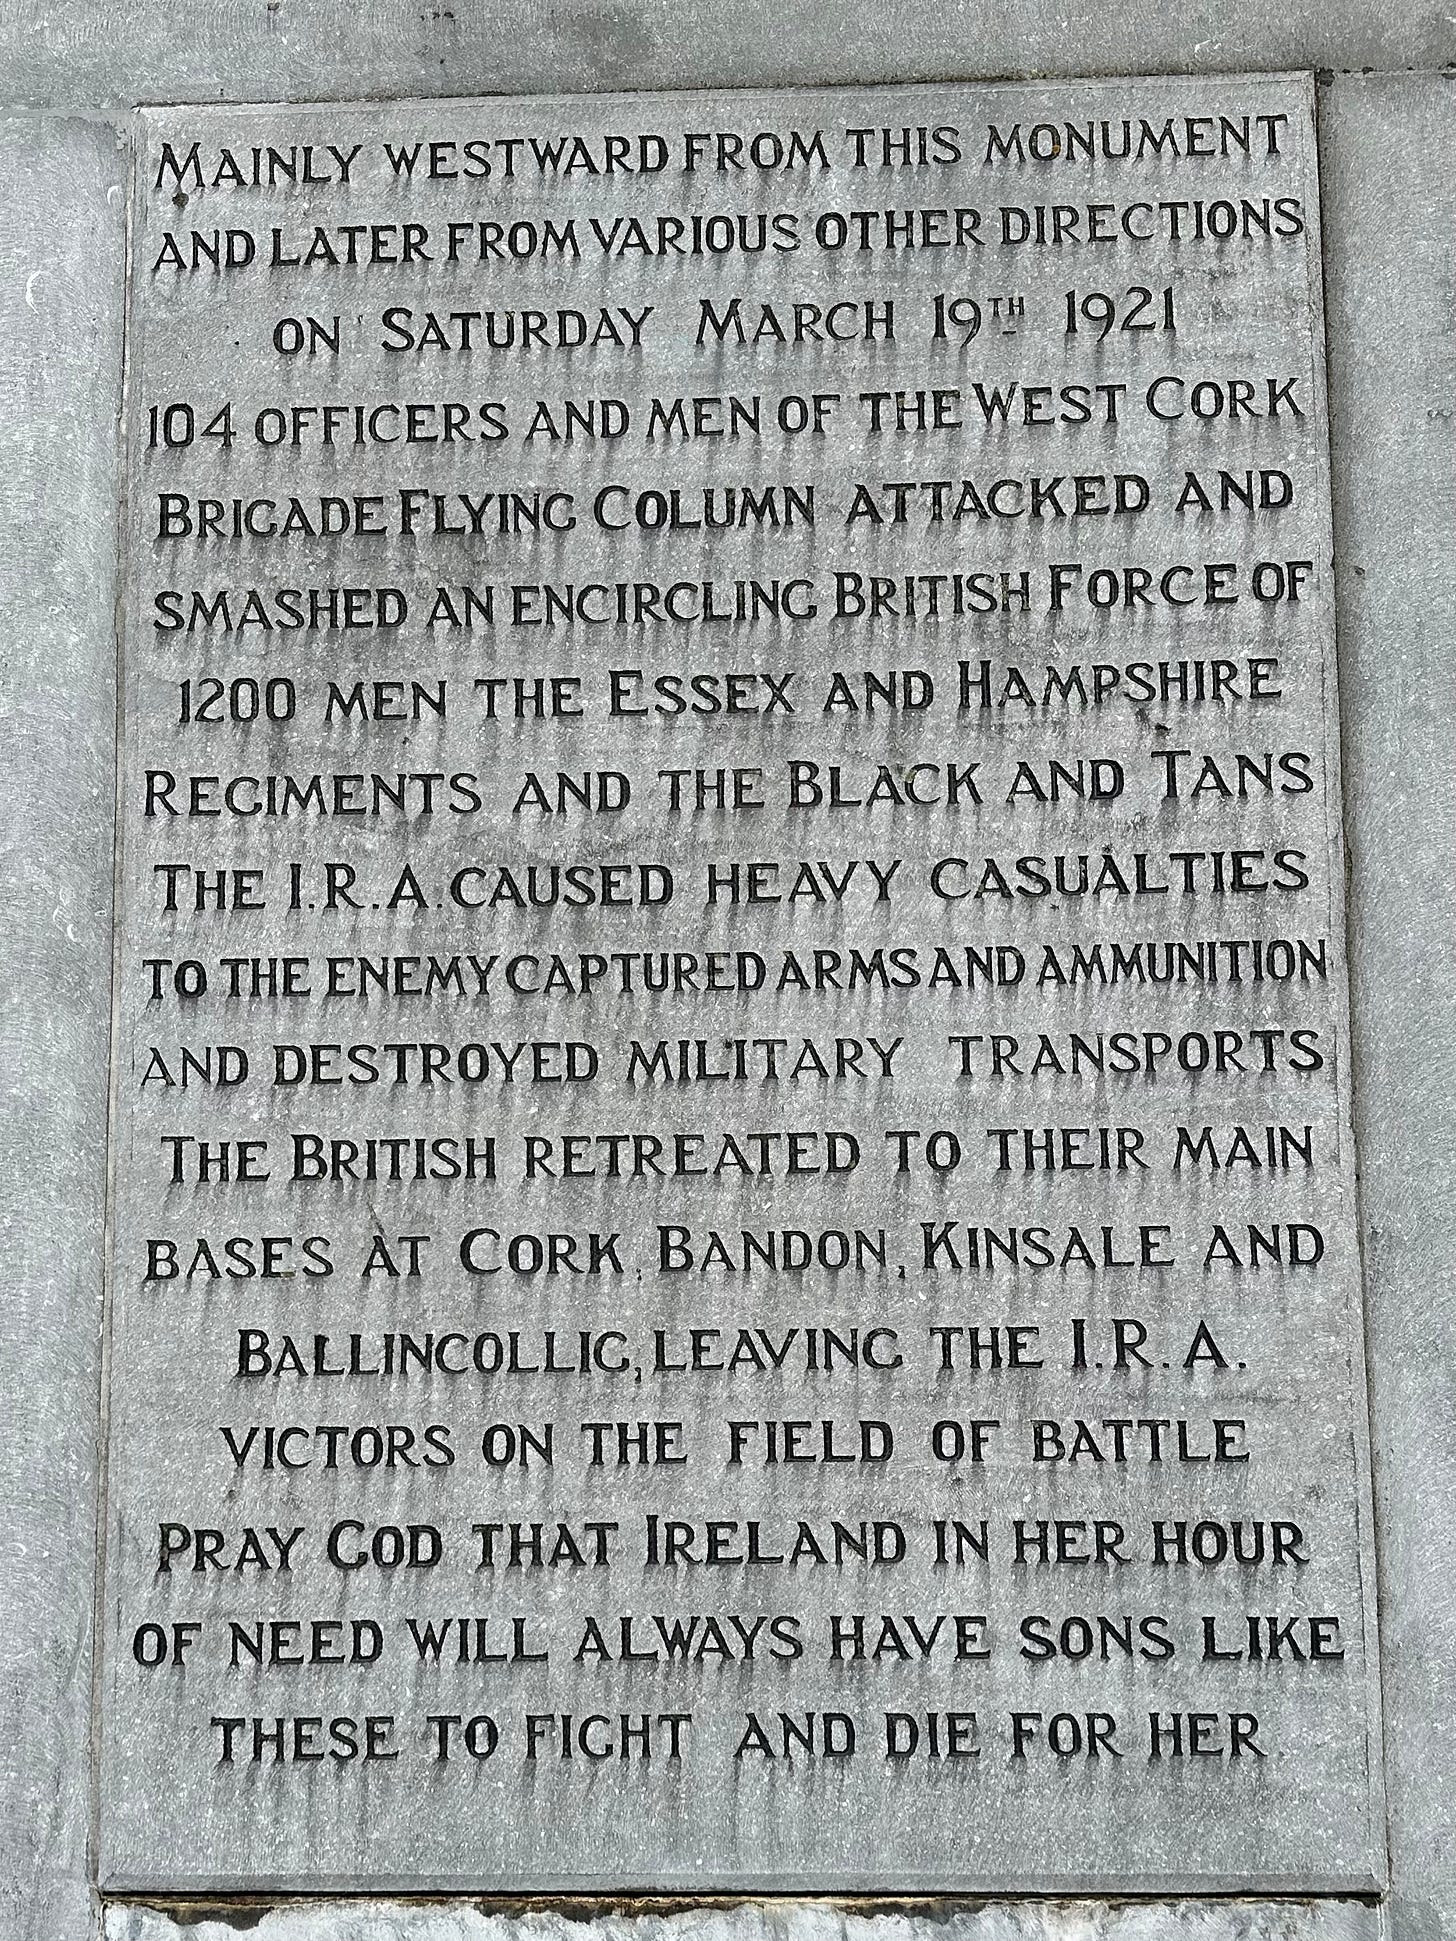 Mainly westward from this monument
and later from various other directions
on Saturday March 19th 1921
104 officers and men of the West Cork
Brigade Flying Column attacked and
smashed an encircling British Force of
1200 men the Essex and Hampshire
Regiments and the Black and Tans
The I.R.A. caused heavy casualties
to the enemy captured arms and ammunition
and destroyed military transports
The British retreated to their main
bases at Cork, Bandon, Kinsale and
Ballincollig, leaving the I.R.A.
victors on the field of battle
Pray God that Ireland in her hour
of need will always have sons like
these to fight and die for her